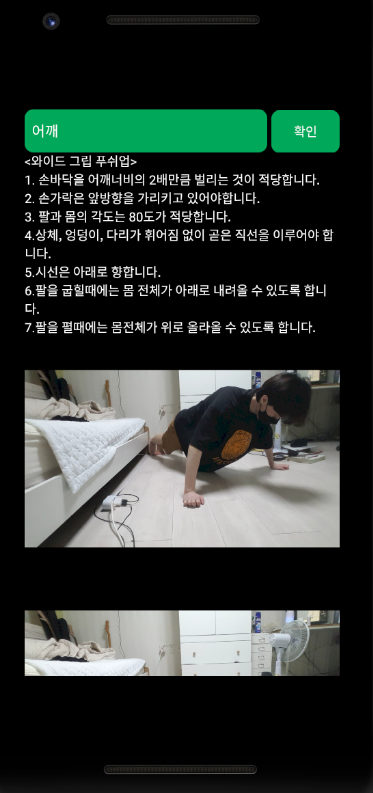 어깨
확인
<와이드 그립 푸쉬업>
1. 손바닥을 어깨너비의 2배만큼 벌리는 것이 적당합니다.
2. 손가락은 앞방향을 가리키고 있어야합니다.
3. 팔과 몸의 각도는 80도가 적당합니다.
4.상체, 엉덩이, 다리가 휘어짐 없이 곧은 직선을 이루어야 합
니다.
5.시선은 아래로 향합니다.
6.팔을 굽힐때에는 몸 전체가 아래로 내려올 수 있도록 합니
다.
7.팔을 펼때에는 몸전체가 위로 올라올 수 있도록 합니다.